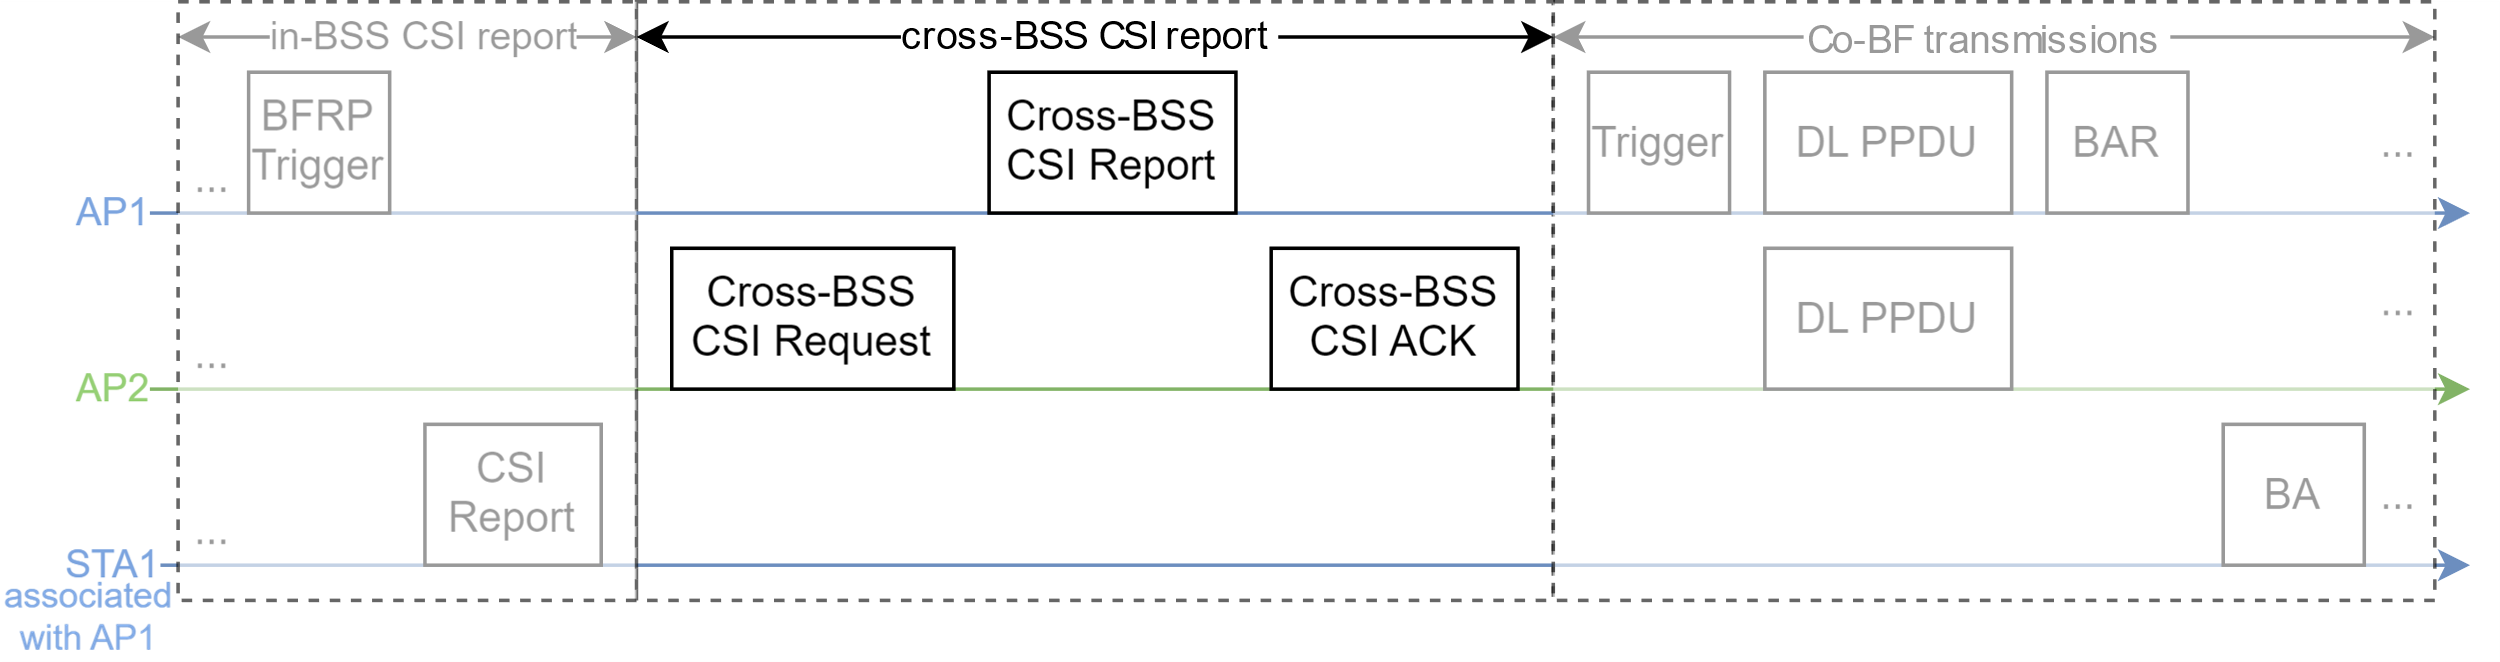 in-BSS CSI report
cross-BSS CSI report
Co-BF transmissions
BFRP
Trigger
Cross-BSS
CSI Report
Trigger
DL PPDU
BAR
...
...
AP1
Cross-BSS
CSI Request
Cross-BSS
CSI ACK
DL PPDU
...
...
AP2
CSI
Report
BA
...
...
STA1
associated
with AP1